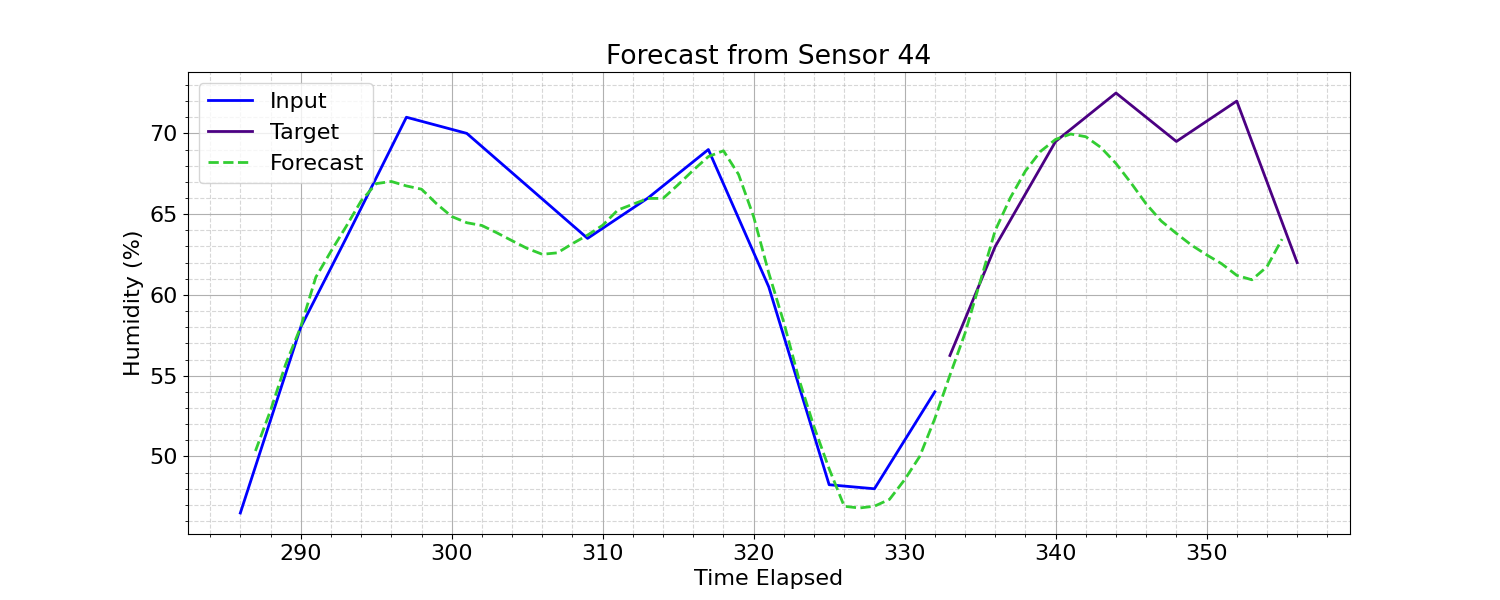 Forecast from Sensor 44
Input
Target
Forecast
Humidity (%)
70
65
60
55
50
290 300 310 320 330 340 350
Time Elapsed